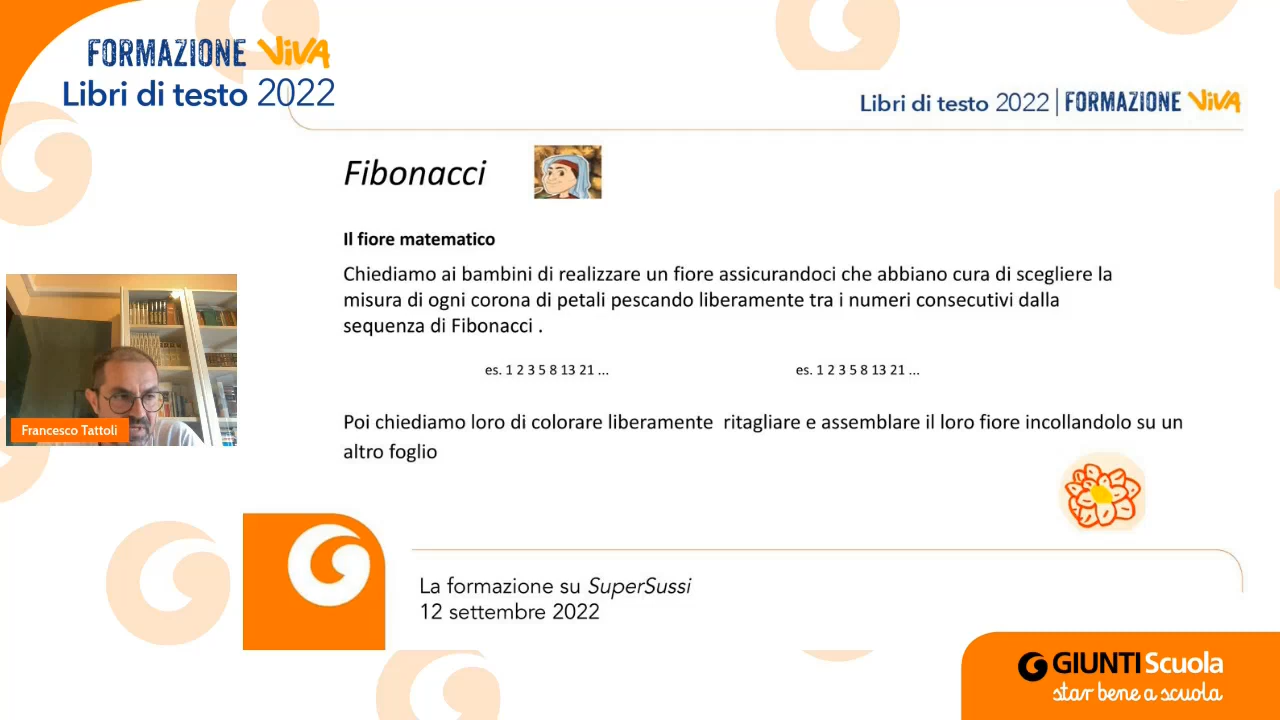 FORMAZIONE VIVA
Libri di testo 2022
Libri di testo 2022 | FORMAZIONE VIVA
Fibonacci
Il fiore matematico
Chiediamo ai bambini di realizzare un fiore assicurandoci che abbiano cura di scegliere la
misura di ogni corona di petali pescando liberamente tra i numeri consecutivi dalla
sequenza di Fibonacci .
es. 1 2 3 5 8 13 21 ... es. 1 2 3 5 8 13 21 ...
Poi chiediamo loro di colorare liberamente ritagliare e assemblare il loro fiore incollandolo su un
altro foglio
Francesco Tattoli
La formazione su SuperSussi
12 settembre 2022
GIUNTI Scuola
star bene a scuola